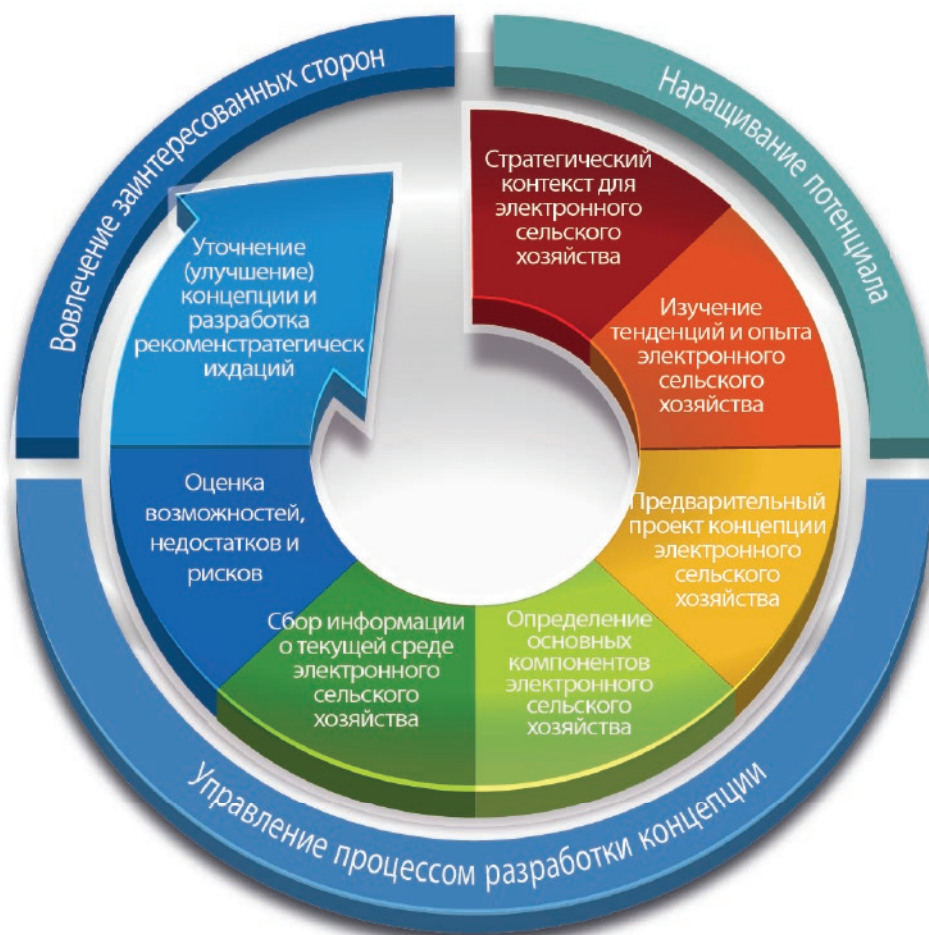 Вовлечение заинтересованных сторон
Наращивание потенциала
Стратегический
контекст для
электронного
сельского
хозяйства
Изучение
тенденций и опыта
электронного
сельского
хозяйства
Предварительный
проект концепции
электронного
сельского
хозяйства
Определение
основных
компонентов
электронного
сельского
хозяйства
Сбор информации
о текущей среде
электронного
сельского
хозяйства
Оценка
возможностей,
недостатков и
рисков
Уточнение
(улучшение)
концепции и
разработка
рекоменстратегическ
ихдаций
Управление процессом разработки концепции